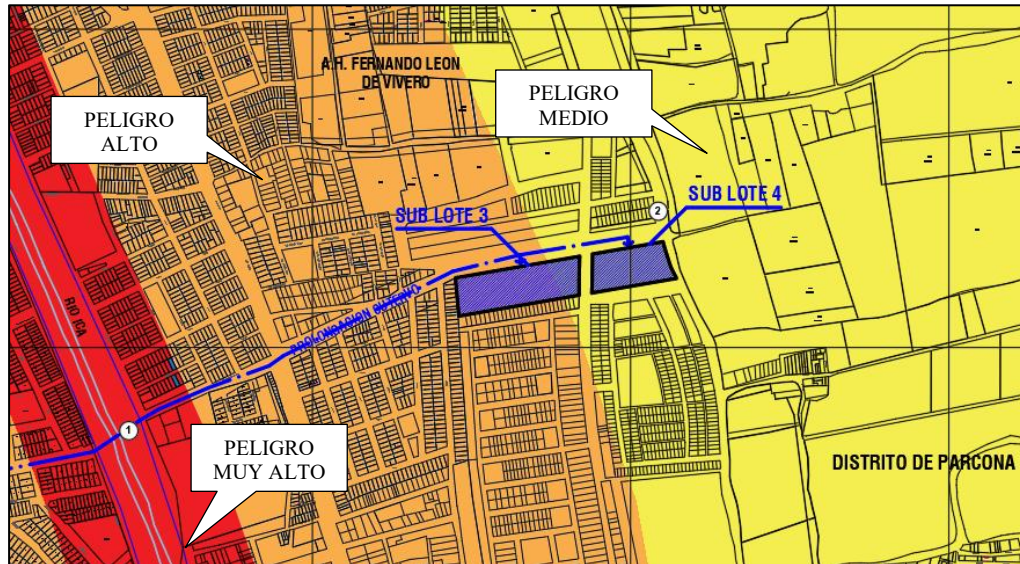 A.H. FERNANDO LEON
DE VIVERO
PELIGRO
ALTO
PELIGRO
MEDIO
SUB LOTE 3
2
SUB LOTE 4
RIO ICA
1
PELIGRO
MUY ALTO
DISTRITO DE PARCONA